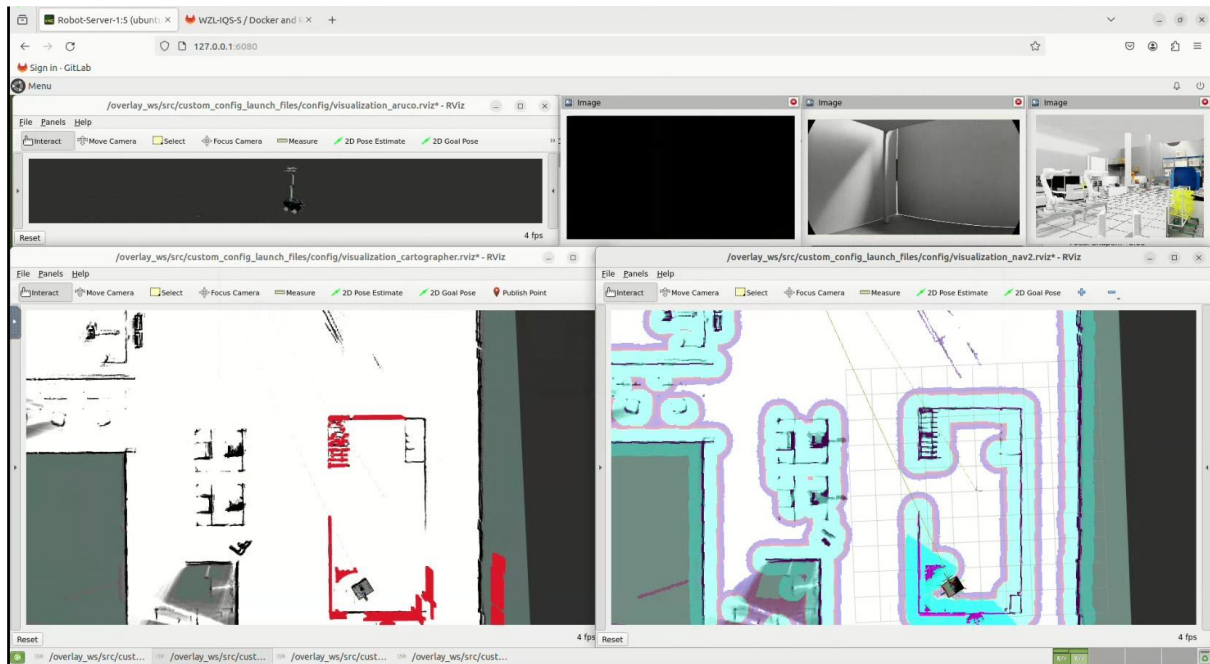 Robot-Server-1:5 (ubuntu
WZL-IQS-S / Docker and
127.0.0.1:6080
Sign in · GitLab
Menu
/overlay_ws/src/custom_config_launch_files/config/visualization_aruco.rviz* - RViz
File Panels Help
Interact Move Camera Select Focus Camera Measure 2D Pose Estimate 2D Goal Pose
Reset
4 fps
Image
Image
Image
/overlay_ws/src/custom_config_launch_files/config/visualization_cartographer.rviz* - RViz
File Panels Help
Interact Move Camera Select Focus Camera Measure 2D Pose Estimate 2D Goal Pose Publish Point
Reset
4 fps
/overlay_ws/src/custom_config_launch_files/config/visualization_nav2.rviz* - RViz
File Panels Help
Interact Move Camera Select Focus Camera Measure 2D Pose Estimate 2D Goal Pose
Reset
4 fps
/overlay_ws/src/cust... /overlay_ws/src/cust... /overlay_ws/src/cust... /overlay_ws/src/cust...